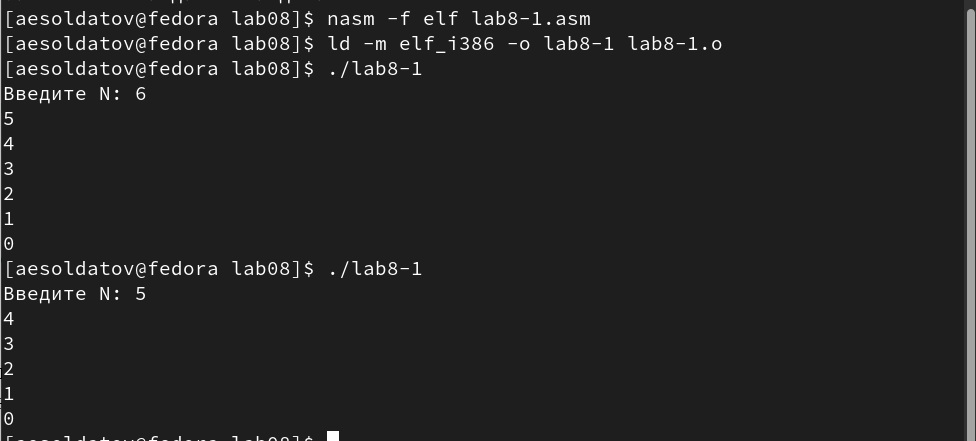 [aesoldatov@fedora lab08]$ nasm -f elf lab8-1.asm
[aesoldatov@fedora lab08]$ ld -m elf_i386 -o lab8-1 lab8-1.o
[aesoldatov@fedora lab08]$ ./lab8-1
Введите N: 6
5
4
3
2
1
0
[aesoldatov@fedora lab08]$ ./lab8-1
Введите N: 5
4
3
2
1
0
[aesoldatov@fedora lab08]$